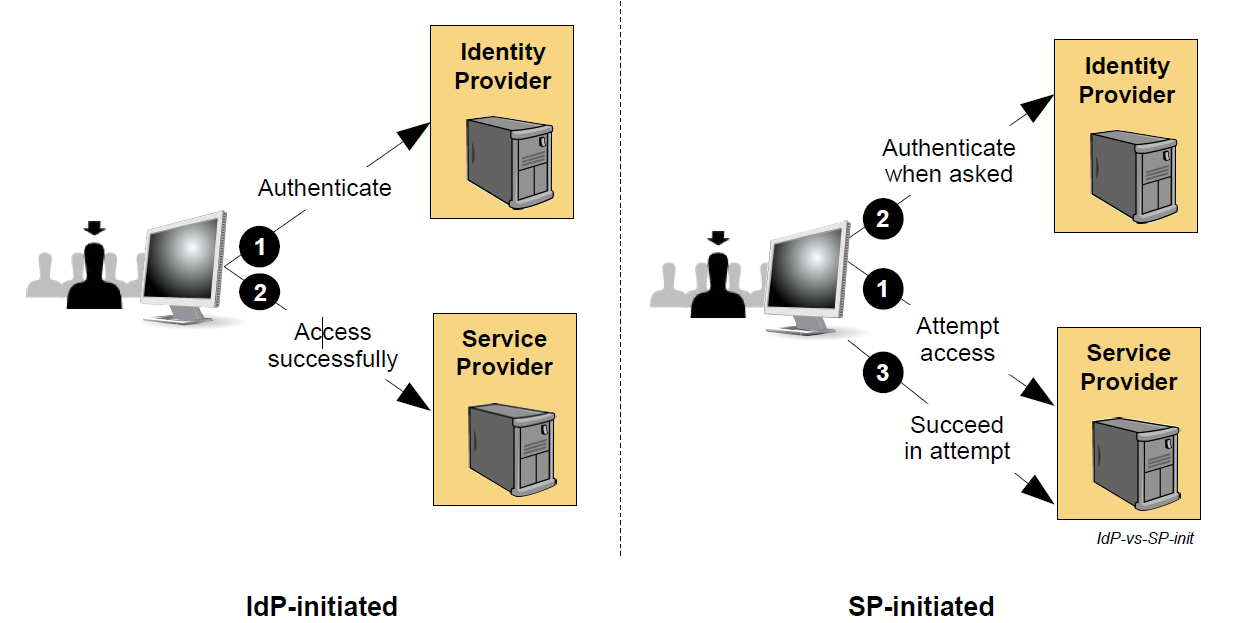 Identity
Provider
Authenticate
1
2
Access
successfully
Service
Provider
IdP-initiated
Identity
Provider
Authenticate
when asked
2
1
Attempt
access
3
Succeed
in attempt
Service
Provider
IdP-vs-SP-init
SP-initiated